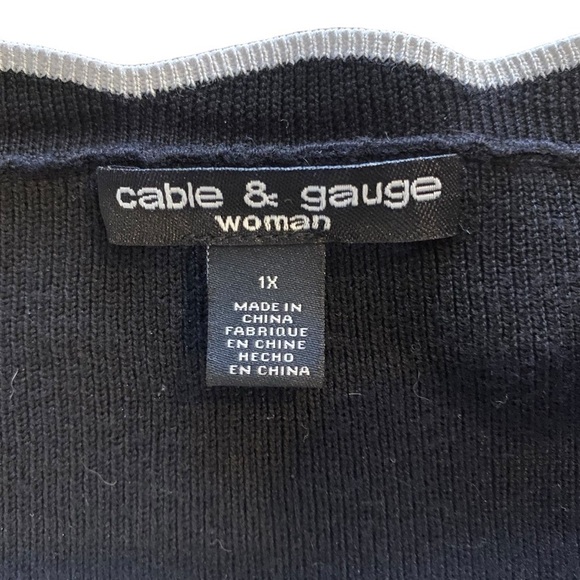 cable & gauge
woman
1X
MADE IN
CHINA
FABRIQUE
EN CHINE
HECHO
EN CHINA